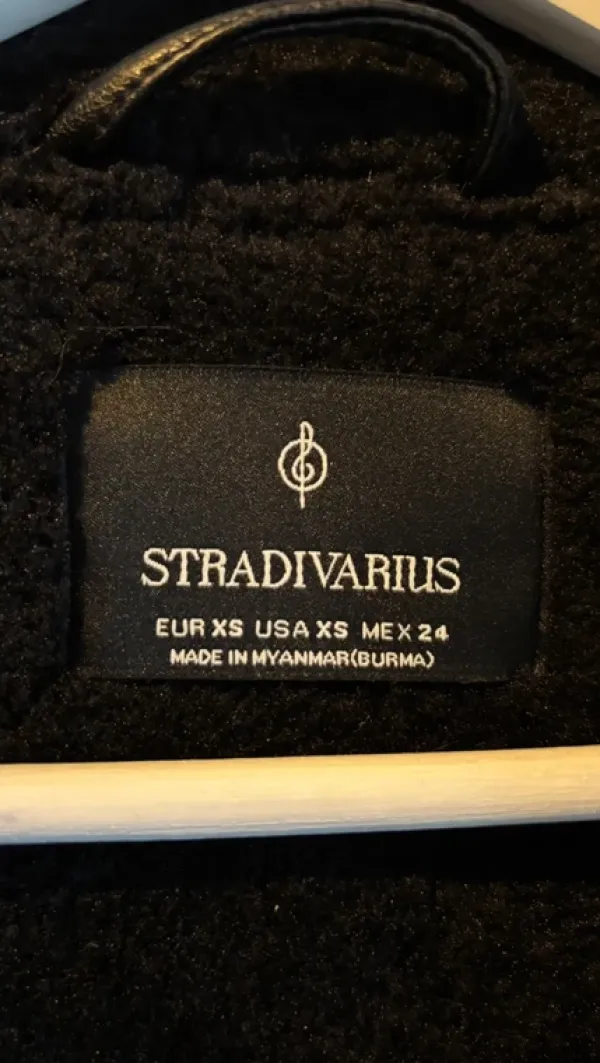 STRADIVARIUS
EUR XS USA XS MEX 24
MADE IN MYANMAR(BURMA)